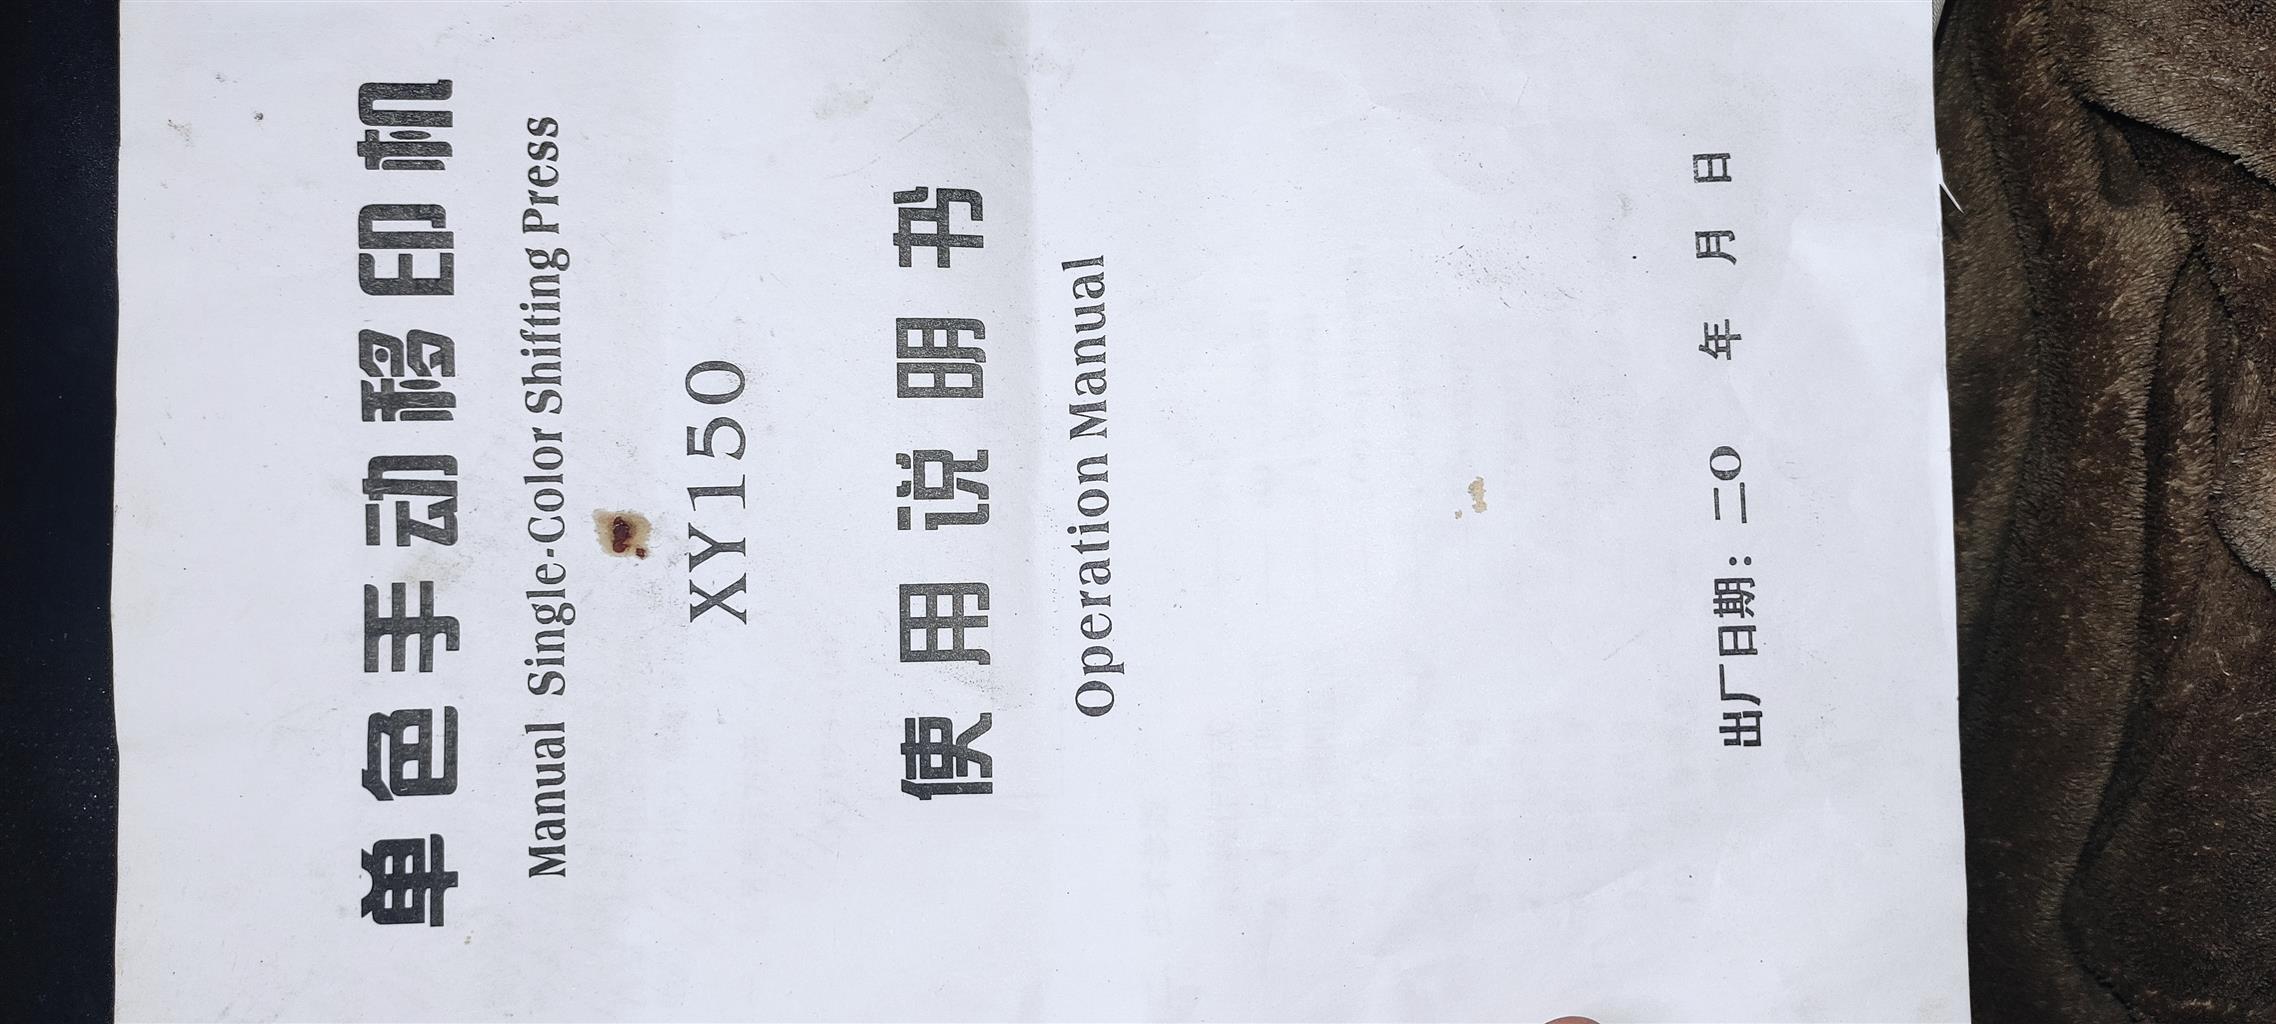 单色手动移印机
Manual Single-Color Shifting Press
XY150
使用说明书
Operation Manual
出厂日期：二〇 年 月 日